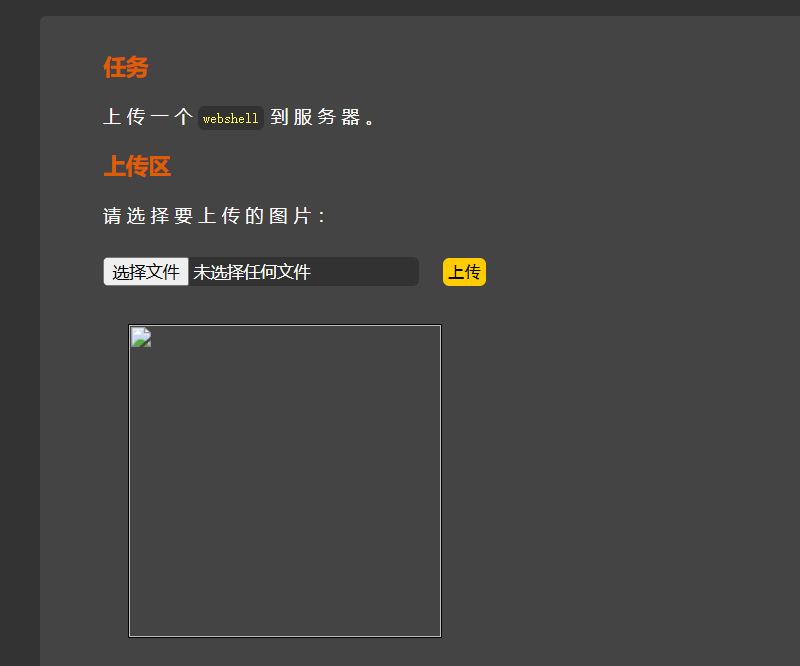 任务
上传一个 webshell 到服务器。
上传区
请选择要上传的图片：
选择文件 未选择任何文件 上传